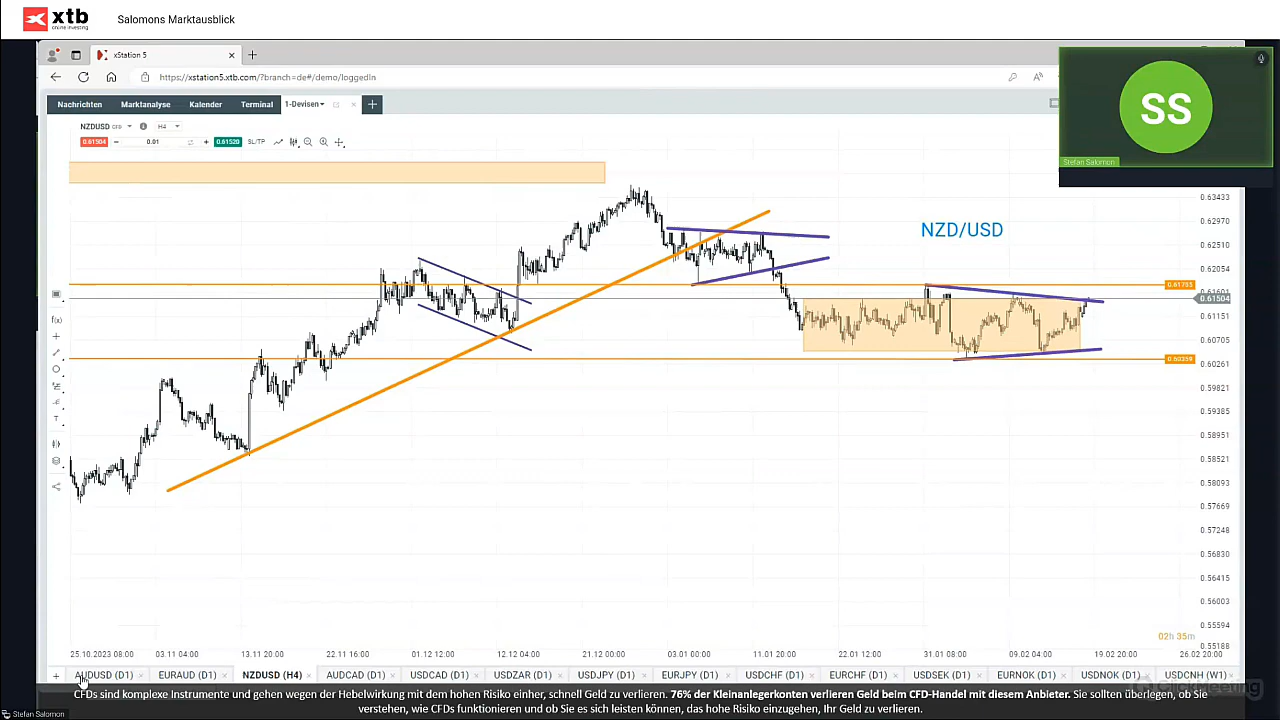 xtb
online investing
Salomons Marktausblick
xStation 5
https://xstation5.xtb.com/?branch=de#/demo/loggedIn
Nachrichten Marktanalyse Kalender Terminal 1-Devisen
NZDUSD CFD H4
0.61504 0.01 0.61520 SL/TP
SS
Stefan Salomon
NZD/USD
0.63433
0.62970
0.62510
0.62054
0.61755
0.61601
0.61504
0.61151
0.60705
0.60359
0.60261
0.59821
0.59385
0.58951
0.58521
0.58093
0.57669
0.57248
0.56830
0.56415
0.56003
0.55594
0.55188
02h 35m
25.10.2023 08:00 03.11 04:00 13.11 20:00 22.11 16:00 01.12 12:00 12.12 04:00 21.12 20:00 03.01 00:00 11.01 20:00 22.01 12:00 31.01 08:00 09.02 04:00 19.02 20:00 26.02 20:00
AUDUSD (D1) EURAUD (D1) NZDUSD (H4) AUDCAD (D1) USDCAD (D1) USDZAR (D1) USDJPY (D1) EURJPY (D1) USDCHF (D1) EURCHF (D1) USDSEK (D1) EURNOK (D1) USDNOK (D1) USDCNH (W1)
ClickMeeting
CFDs sind komplexe Instrumente und gehen wegen der Hebelwirkung mit dem hohen Risiko einher, schnell Geld zu verlieren. 76% der Kleinanlegerkonten verlieren Geld beim CFD-Handel mit diesem Anbieter. Sie sollten überlegen, ob Sie
verstehen, wie CFDs funktionieren und ob Sie es sich leisten können, das hohe Risiko einzugehen, Ihr Geld zu verlieren.
Stefan Salomon